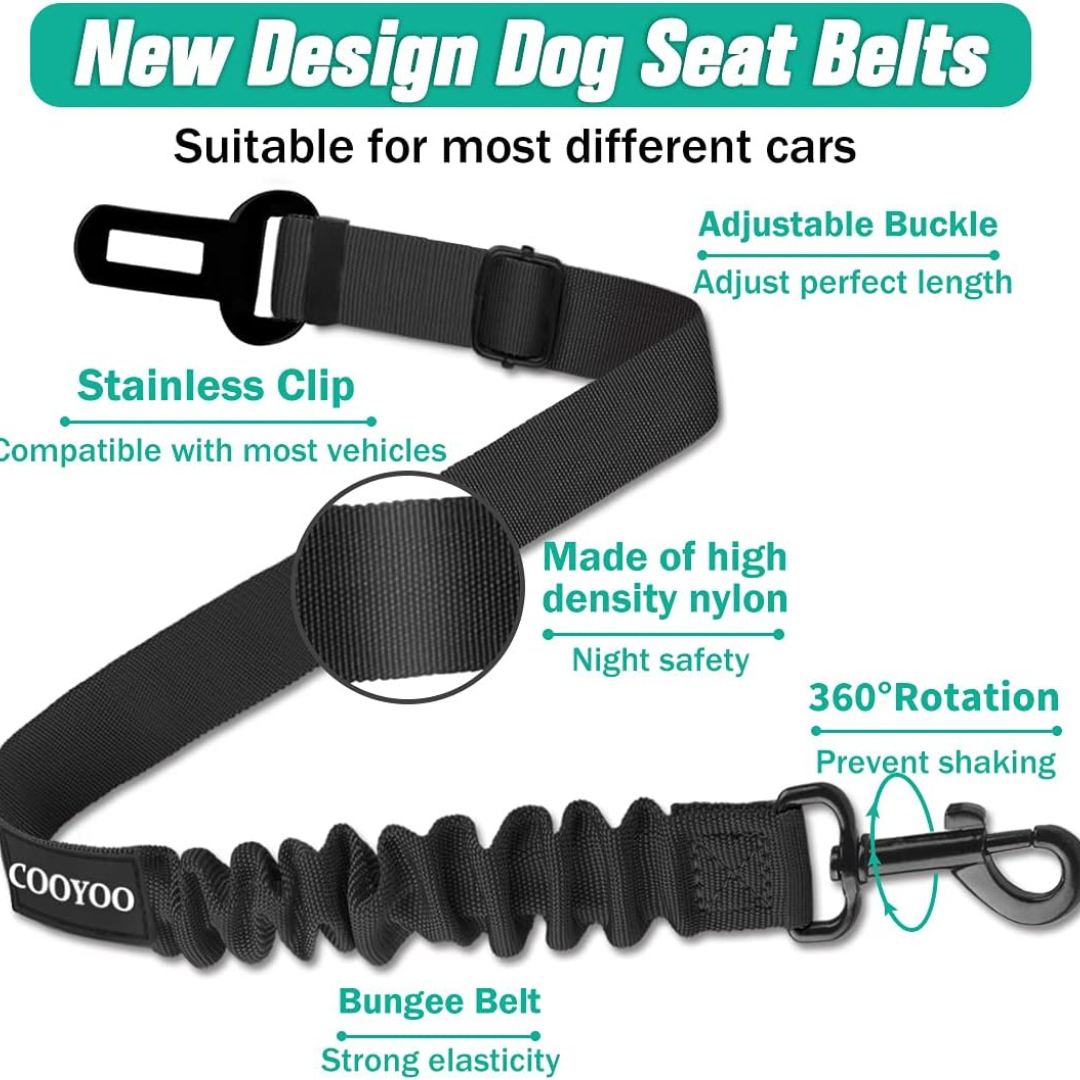 New Design Dog Seat Belts
Suitable for most different cars
Adjustable Buckle
Adjust perfect length
Stainless Clip
Compatible with most vehicles
Made of high
density nylon
Night safety
360°Rotation
Prevent shaking
COOYOO
Bungee Belt
Strong elasticity